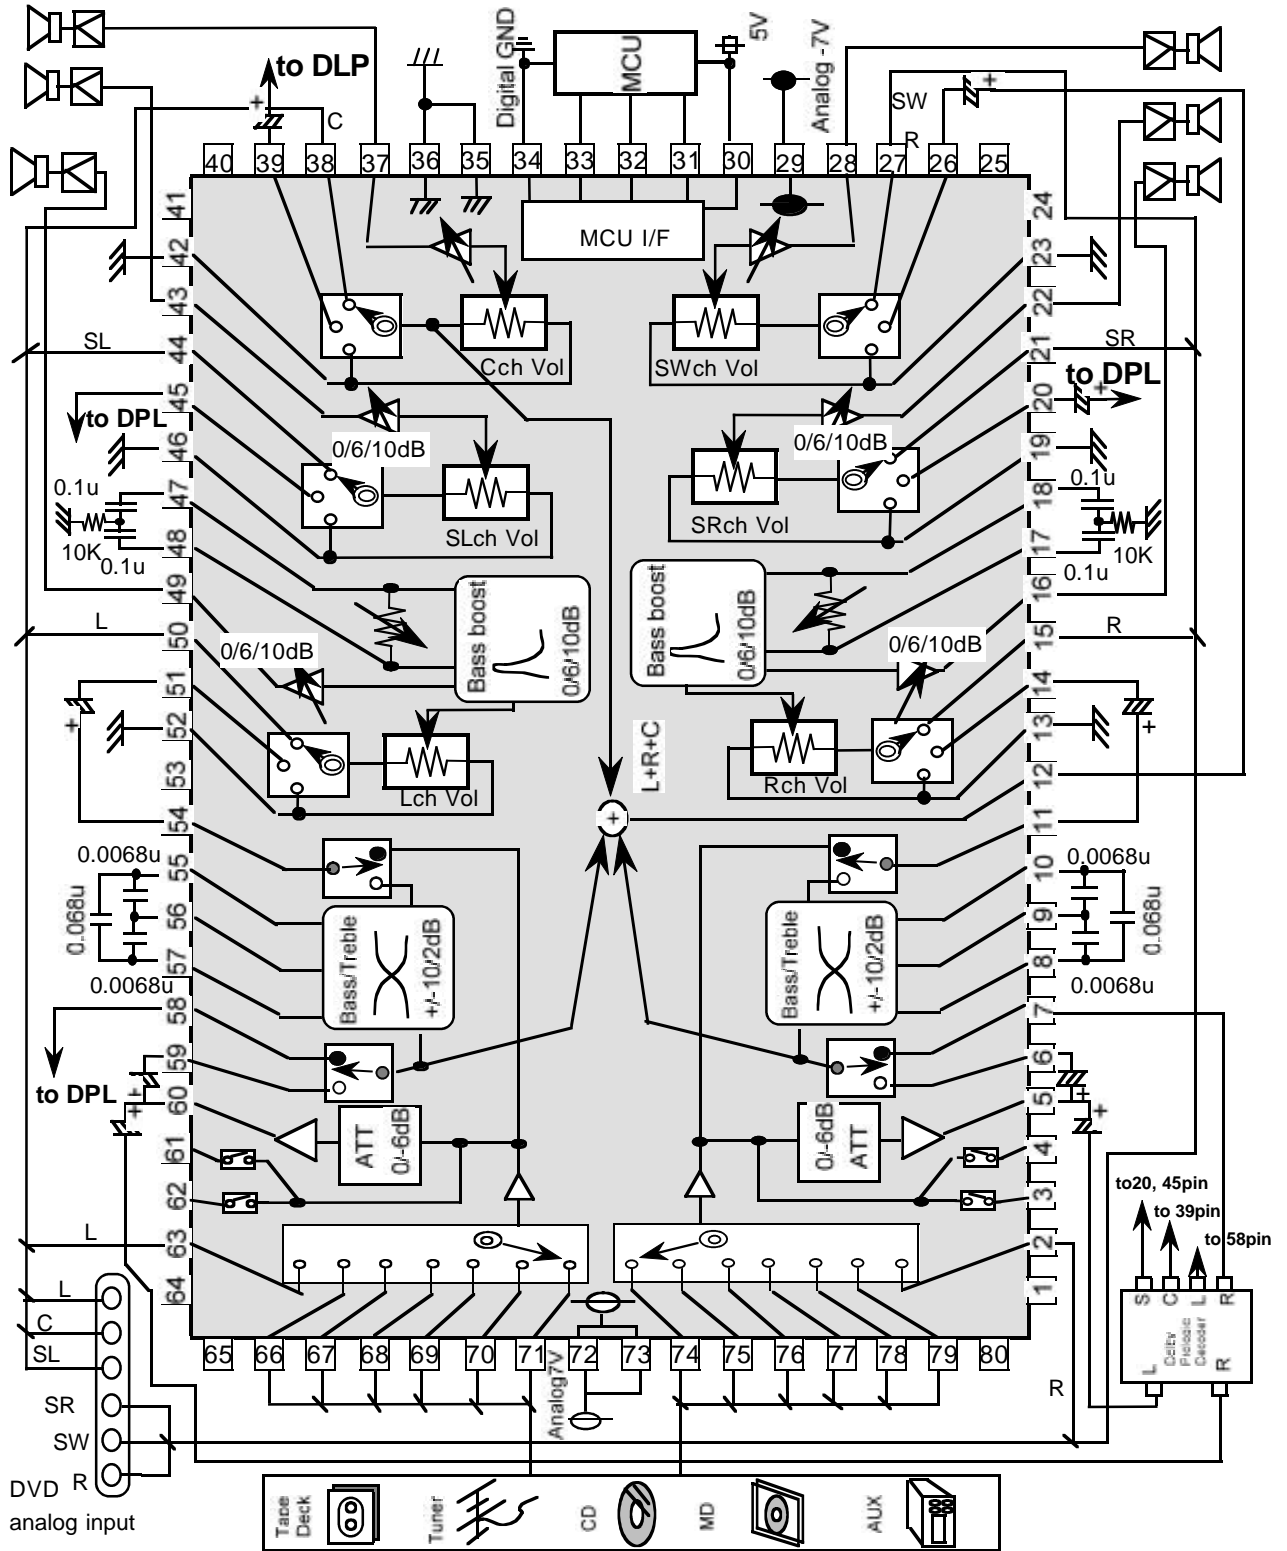 to DLP
C
Digital GND
MCU
5V
Analog -7V
SW
R
40
39
38
37
36
35
34
33
32
31
30
29
28
27
26
25
MCU I/F
41
42
43
44
45
46
47
48
49
50
51
52
53
54
55
56
57
58
59
60
61
62
63
64
24
23
22
21
20
19
18
17
16
15
14
13
12
11
10
9
8
7
6
5
4
3
2
1
Cch Vol
SWch Vol
SL
SR
to DPL
to DPL
0/6/10dB
0/6/10dB
SLch Vol
SRch Vol
0.1u
10K
0.1u
0.1u
10K
0.1u
Bass boost
0/6/10dB
Bass boost
0/6/10dB
L
R
0/6/10dB
0/6/10dB
Lch Vol
Rch Vol
L+R+C
+
+
+
0.0068u
0.068u
0.0068u
0.0068u
0.068u
0.0068u
Bass/Treble
+/-10/2dB
Bass/Treble
+/-10/2dB
to DPL
ATT
0/-6dB
0/-6dB
ATT
to20, 45pin
to 39pin
to 58pin
L
L
C
SL
SR
SW
R
DVD
analog input
S
C
L
R
Dolby
Prologic
Decoder
L
R
R
65
66
67
68
69
70
71
72
73
74
75
76
77
78
79
80
Analog7V
Tape
Deck
Tuner
CD
MD
AUX